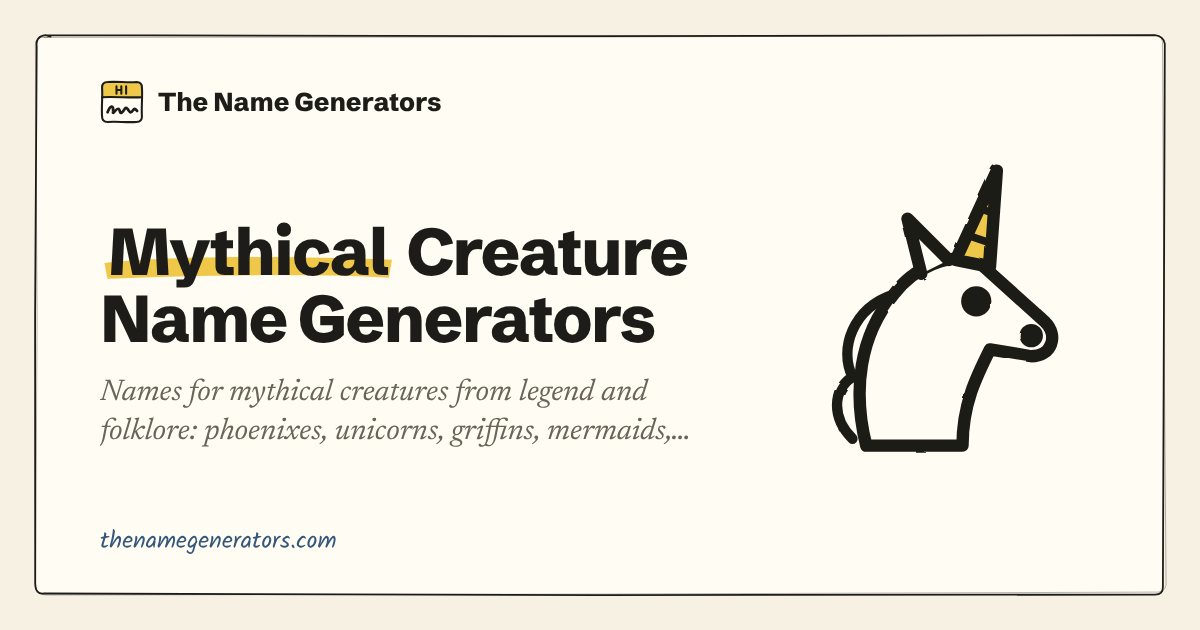 HI
The Name Generators
Mythical Creature
Name Generators
Names for mythical creatures from legend and
folklore: phoenixes, unicorns, griffins, mermaids,...
thenamegenerators.com